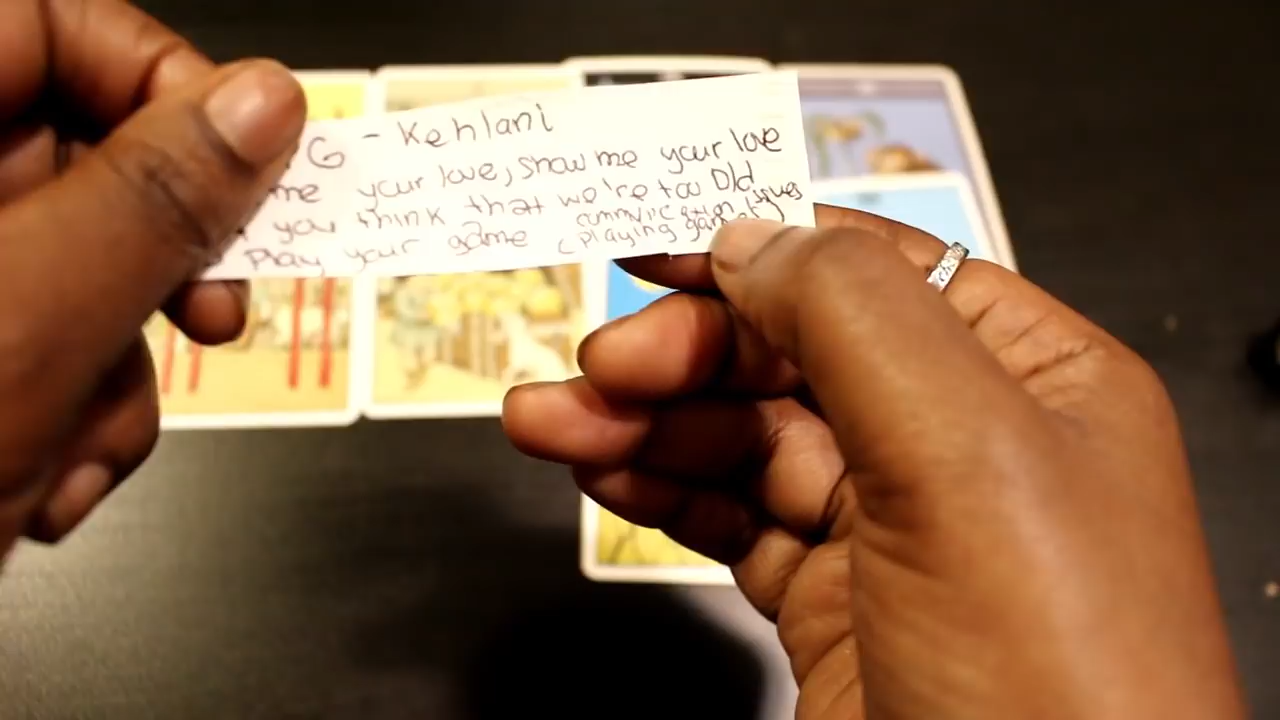 G - Kehlani
me your love, show me your love
you think that we're too old
Play your game (playing games)
issues